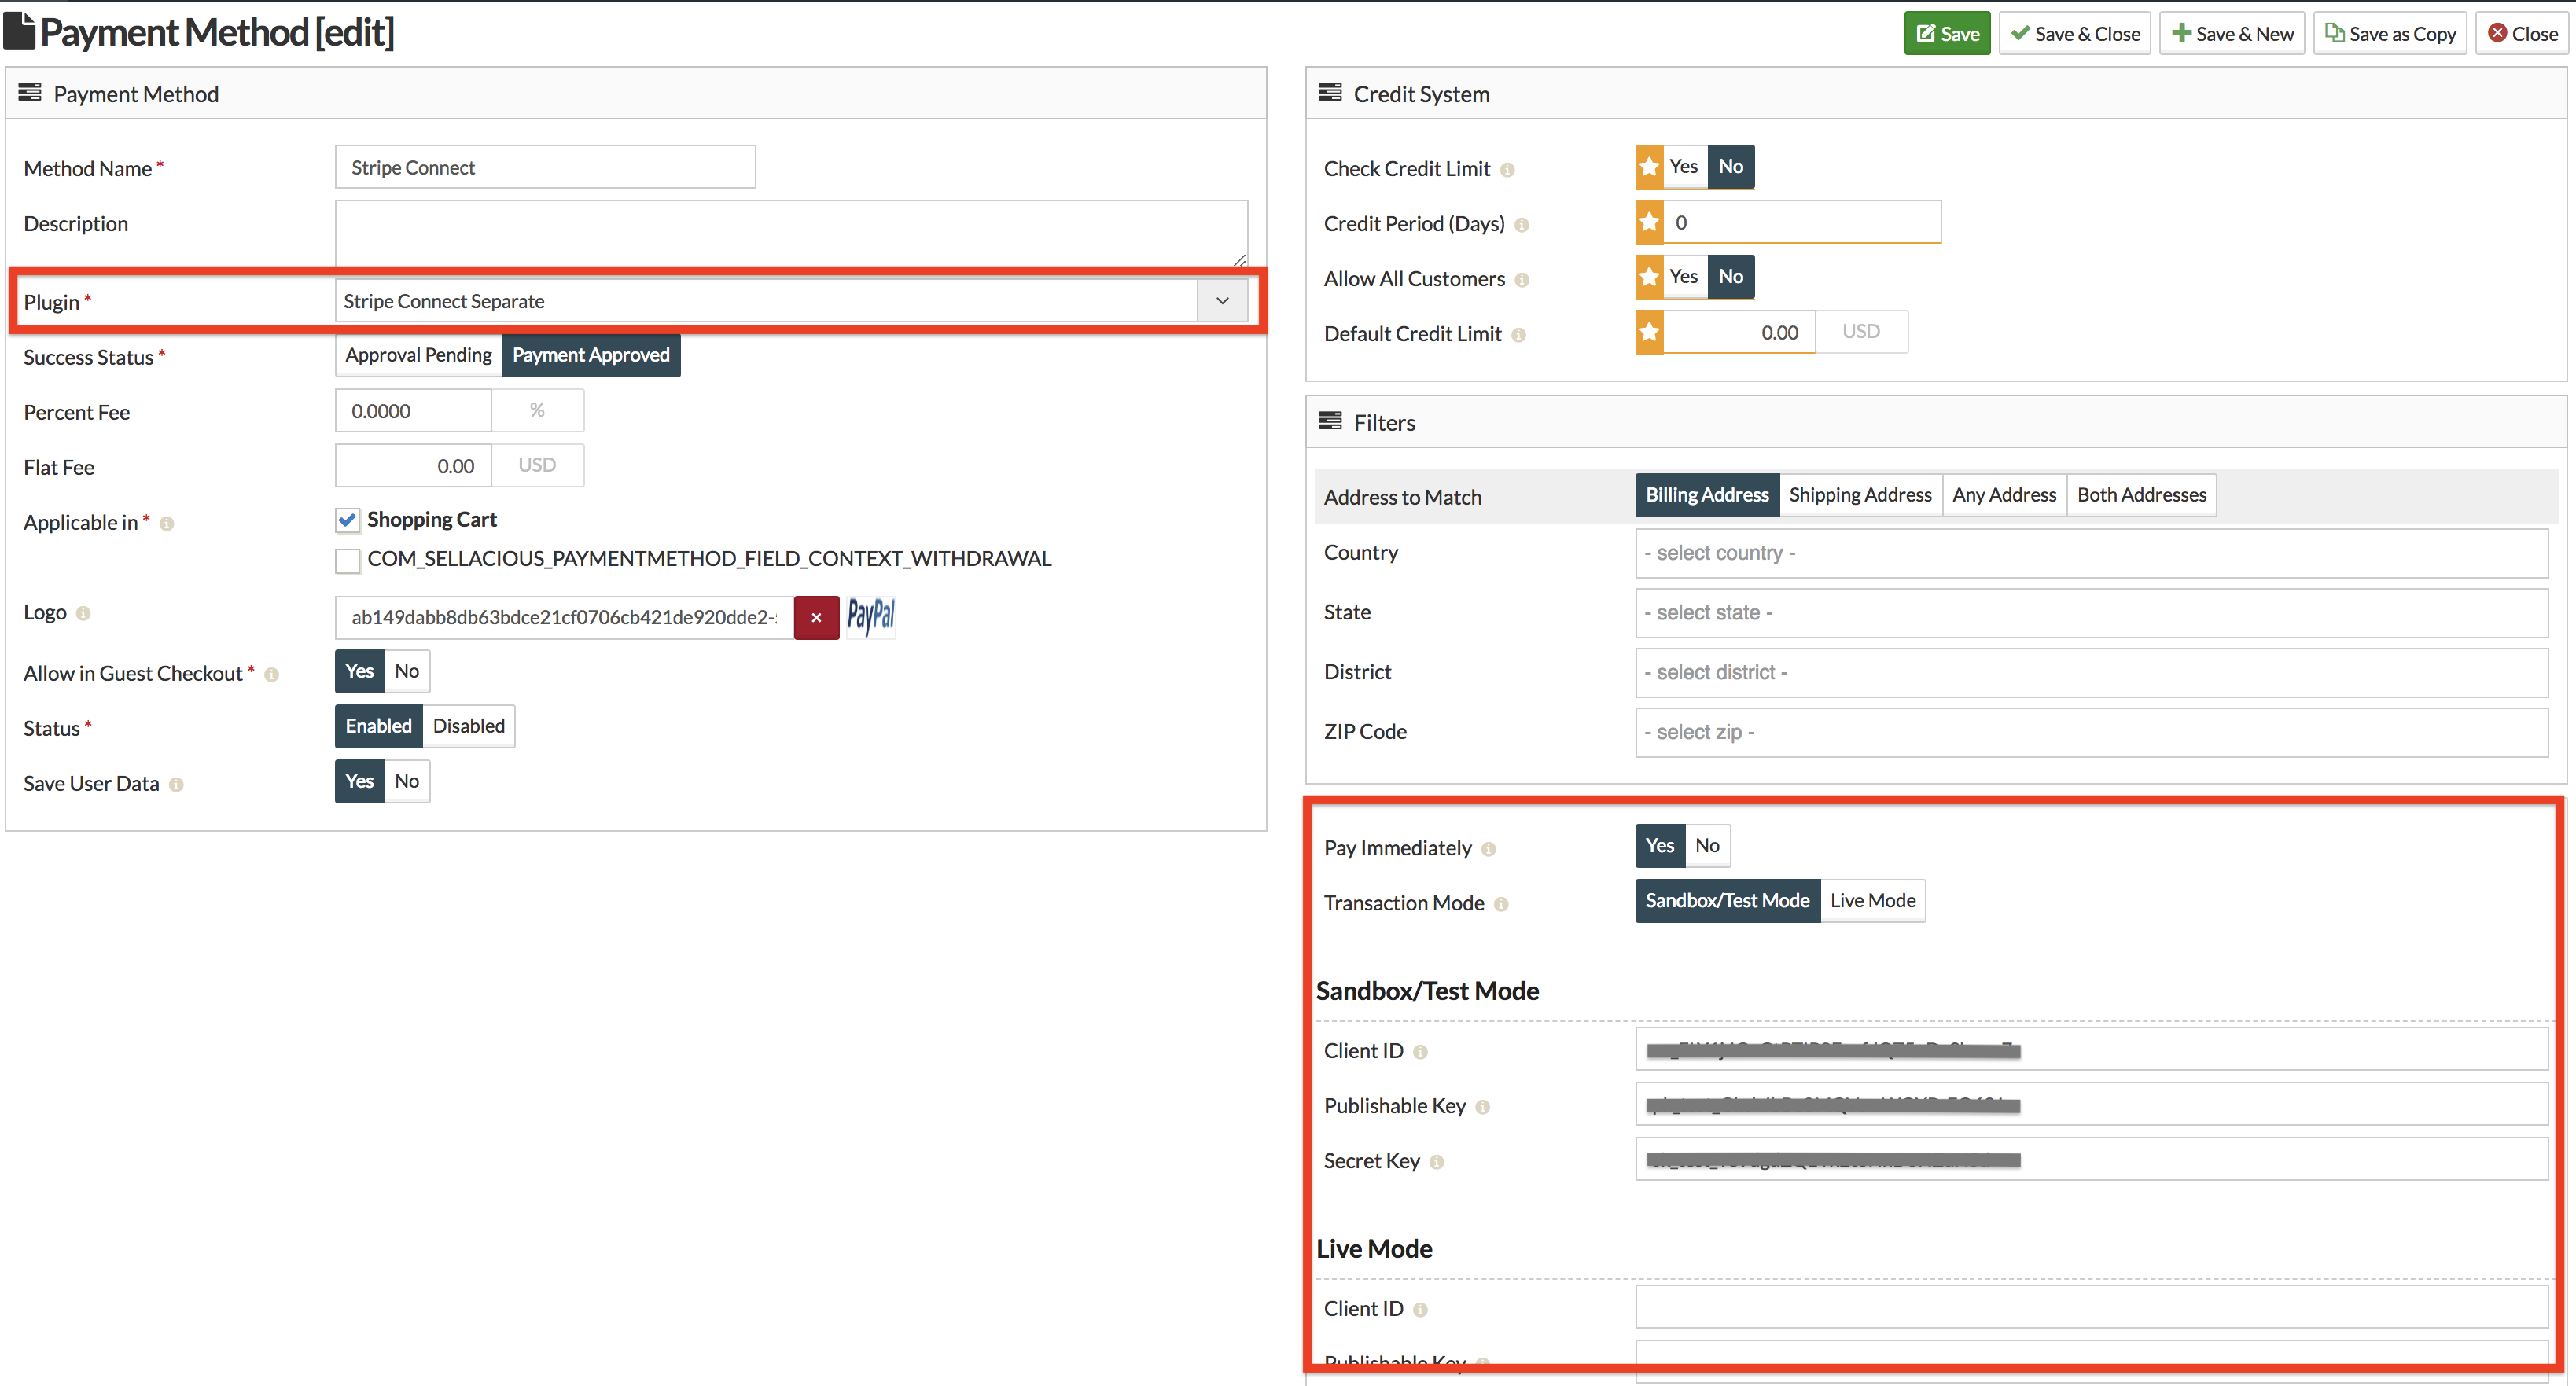 Payment Method [edit]
Save
Save & Close
Save & New
Save as Copy
Close
Payment Method
Method Name *
Stripe Connect
Description
Plugin *
Stripe Connect Separate
Success Status *
Approval Pending
Payment Approved
Percent Fee
0.0000
%
Flat Fee
0.00
USD
Applicable in *
Shopping Cart
COM_SELLACIOUS_PAYMENTMETHOD_FIELD_CONTEXT_WITHDRAWAL
Logo
ab149dabb8db63bdce21cf0706cb421de920dde2-
PayPal
Allow in Guest Checkout *
Yes
No
Status *
Enabled
Disabled
Save User Data
Yes
No
Credit System
Check Credit Limit
Yes
No
Credit Period (Days)
0
Allow All Customers
Yes
No
Default Credit Limit
0.00
USD
Filters
Address to Match
Billing Address
Shipping Address
Any Address
Both Addresses
Country
- select country -
State
- select state -
District
- select district -
ZIP Code
- select zip -
Pay Immediately
Yes
No
Transaction Mode
Sandbox/Test Mode
Live Mode
Sandbox/Test Mode
Client ID
Publishable Key
Secret Key
Live Mode
Client ID
Publishable Key